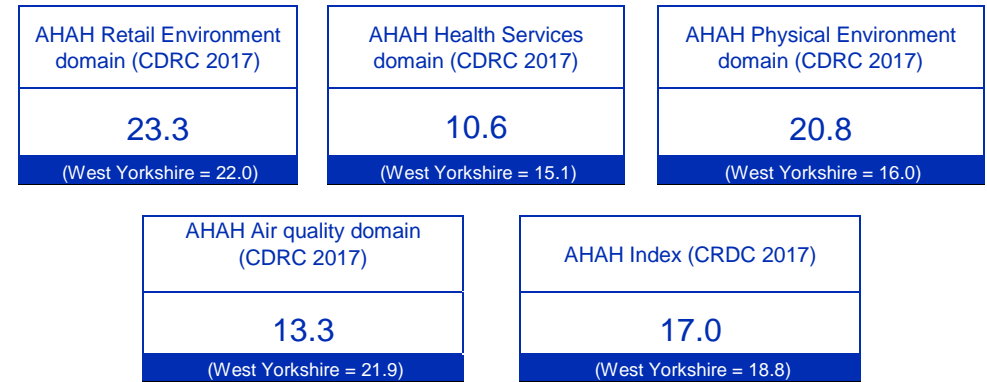 AHAH Retail Environment
domain (CDRC 2017)
23.3
(West Yorkshire = 22.0)
AHAH Health Services
domain (CDRC 2017)
10.6
(West Yorkshire = 15.1)
AHAH Physical Environment
domain (CDRC 2017)
20.8
(West Yorkshire = 16.0)
AHAH Air quality domain
(CDRC 2017)
13.3
(West Yorkshire = 21.9)
AHAH Index (CRDC 2017)
17.0
(West Yorkshire = 18.8)